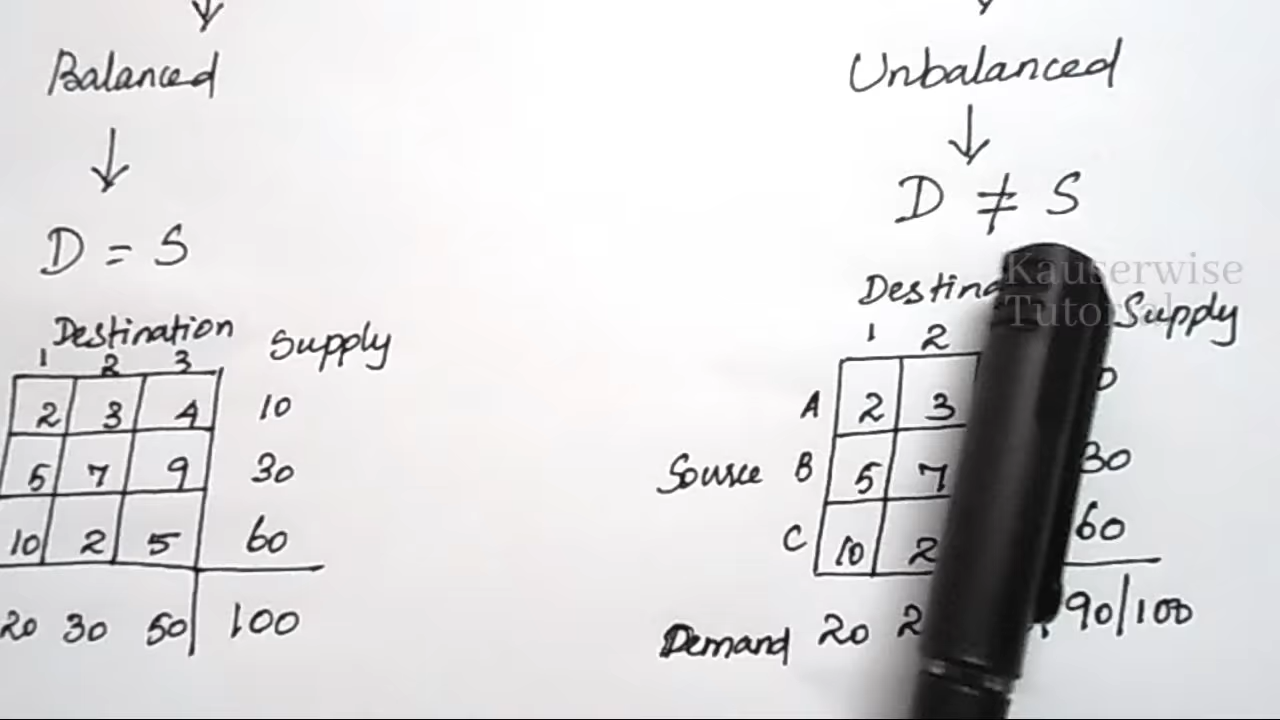 Balanced
D = S
Destination Supply
1 2 3
2 3 4 10
5 7 9 30
10 2 5 60
20 30 50 100
Unbalanced
D ≠ S
Kauserwise
Tutorial
Supply
1 2
A 2 3
Source B 5 7 30
C 10 2 60
Demand 20 90/100